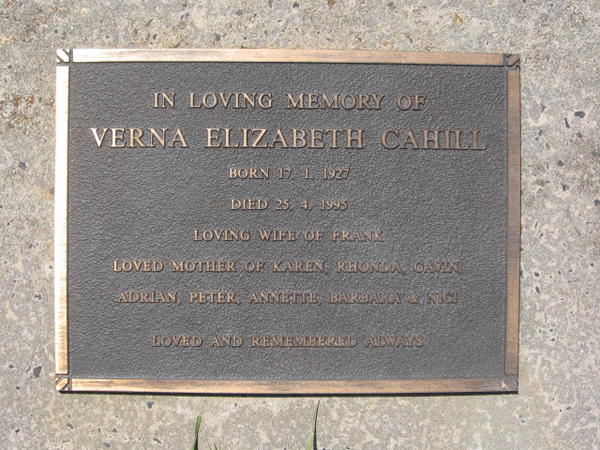 IN LOVING MEMORY OF
VERNA ELIZABETH CAHILL
BORN 17. 1. 1927
DIED 25. 4. 1995
LOVING WIFE OF FRANK
LOVED MOTHER OF KAREN, RHONDA, GAVIN,
ADRIAN, PETER, ANNETTE, BARBARA & NICI
LOVED AND REMEMBERED ALWAYS